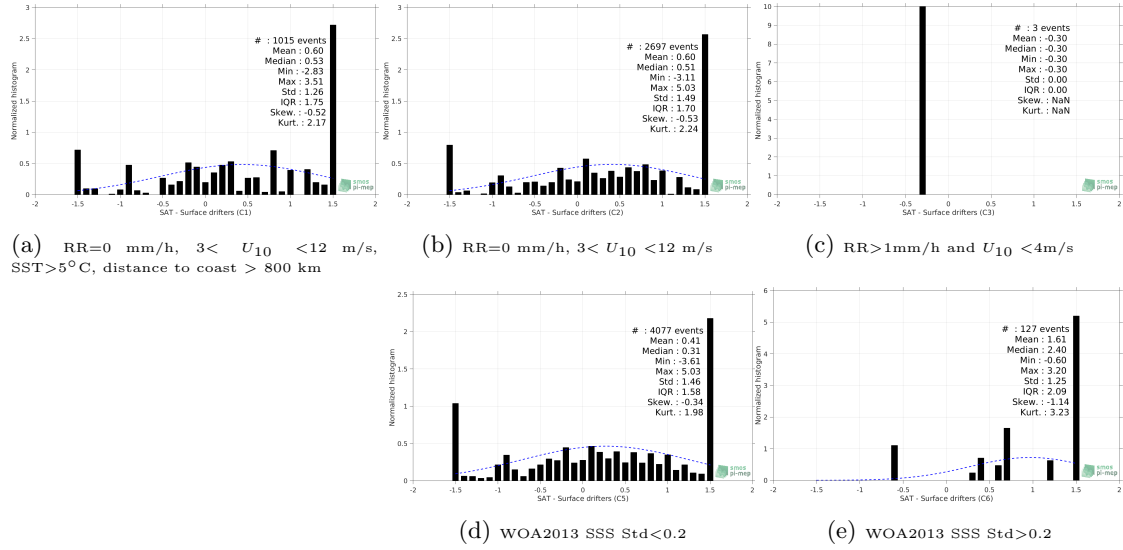 3
2.5
2
1.5
1
0.5
0
Normalized histogram
# : 1015 events
Mean : 0.60
Median : 0.53
Min : -2.83
Max : 3.51
Std : 1.26
IQR : 1.75
Skew. : -0.52
Kurt. : 2.17
smos
pi-mep
-2 -1.5 -1 -0.5 0 0.5 1 1.5 2
SAT - Surface drifters (C1)
(a) RR=0 mm/h, 3< U10 <12 m/s,
SST>5°C, distance to coast > 800 km
3
2.5
2
1.5
1
0.5
0
Normalized histogram
# : 2697 events
Mean : 0.60
Median : 0.51
Min : -3.11
Max : 5.03
Std : 1.49
IQR : 1.70
Skew. : -0.53
Kurt. : 2.24
smos
pi-mep
-2 -1.5 -1 -0.5 0 0.5 1 1.5 2
SAT - Surface drifters (C2)
(b) RR=0 mm/h, 3< U10 <12 m/s
10
9
8
7
6
5
4
3
2
1
0
Normalized histogram
# : 3 events
Mean : -0.30
Median : -0.30
Min : -0.30
Max : -0.30
Std : 0.00
IQR : 0.00
Skew. : NaN
Kurt. : NaN
smos
pi-mep
-2 -1.5 -1 -0.5 0 0.5 1 1.5 2
SAT - Surface drifters (C3)
(c) RR>1mm/h and U10 <4m/s
2.5
2
1.5
1
0.5
0
Normalized histogram
# : 4077 events
Mean : 0.41
Median : 0.31
Min : -3.61
Max : 5.03
Std : 1.46
IQR : 1.58
Skew. : -0.34
Kurt. : 1.98
smos
pi-mep
-2 -1.5 -1 -0.5 0 0.5 1 1.5 2
SAT - Surface drifters (C5)
(d) WOA2013 SSS Std<0.2
6
5
4
3
2
1
0
Normalized histogram
# : 127 events
Mean : 1.61
Median : 2.40
Min : -0.60
Max : 3.20
Std : 1.25
IQR : 2.09
Skew. : -1.14
Kurt. : 3.23
smos
pi-mep
-2 -1.5 -1 -0.5 0 0.5 1 1.5 2
SAT - Surface drifters (C6)
(e) WOA2013 SSS Std>0.2